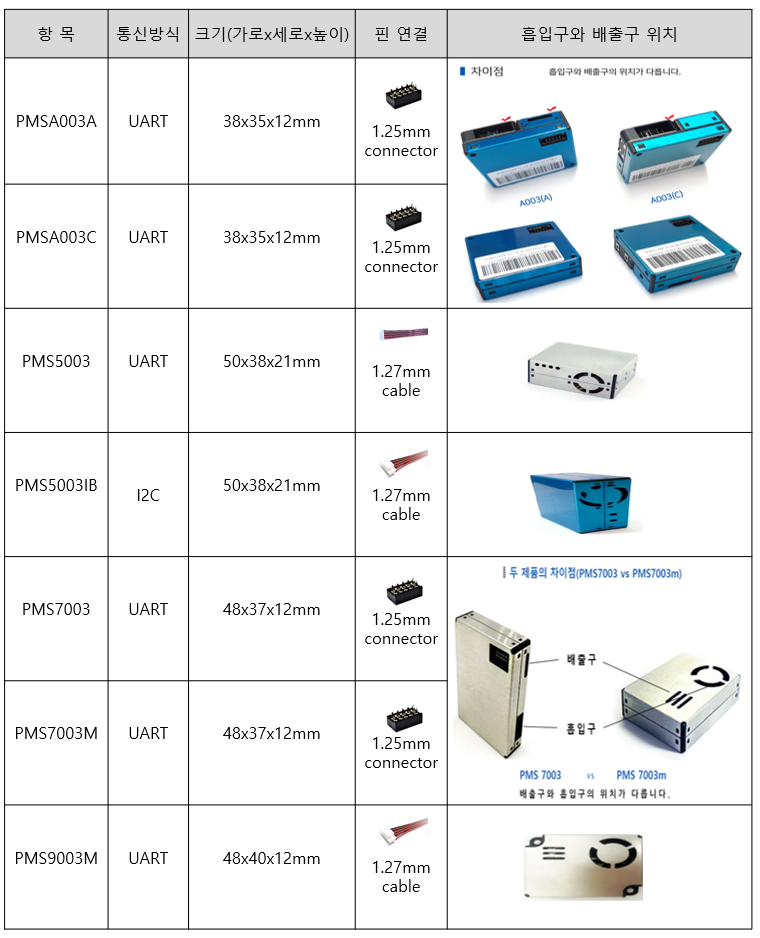 항 목 통신방식 크기(가로x세로x높이) 핀 연결 흡입구와 배출구 위치
차이점 흡입구와 배출구의 위치가 다릅니다.
PMSA003A UART 38x35x12mm 1.25mm
connector
A003(A) A003(C)
PMSA003C UART 38x35x12mm 1.25mm
connector
PMS5003 UART 50x38x21mm 1.27mm
cable
PMS5003IB I2C 50x38x21mm 1.27mm
cable
두 제품의 차이점(PMS7003 vs PMS7003m)
PMS7003 UART 48x37x12mm 1.25mm
connector
배출구
흡입구
PMS7003M UART 48x37x12mm 1.25mm
connector
PMS 7003 vs PMS 7003m
배출구와 흡입구의 위치가 다릅니다.
PMS9003M UART 48x40x12mm 1.27mm
cable